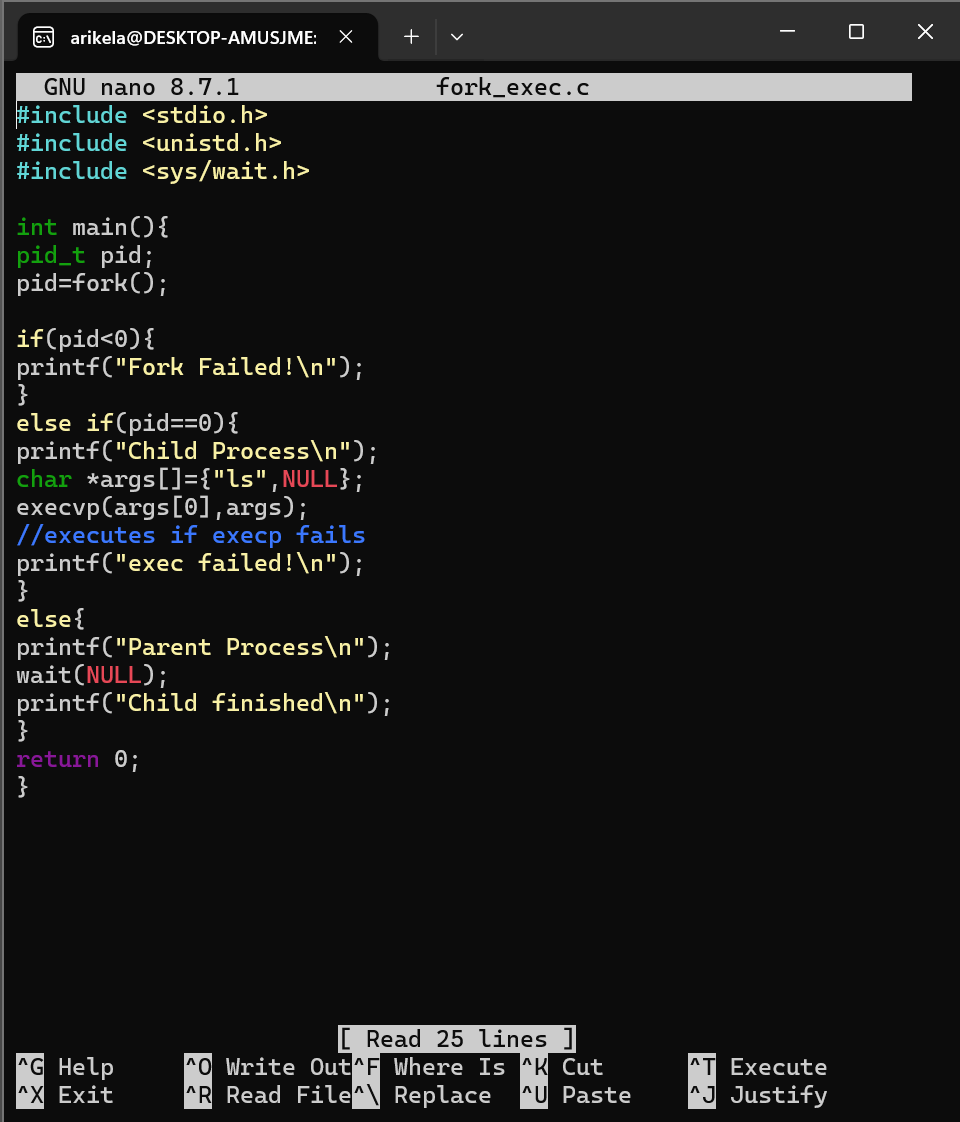 arikela@DESKTOP-AMUSJME:
GNU nano 8.7.1 fork_exec.c
#include <stdio.h>
#include <unistd.h>
#include <sys/wait.h>
int main(){
pid_t pid;
pid=fork();
if(pid<0){
printf("Fork Failed!\n");
}
else if(pid==0){
printf("Child Process\n");
char *args[]={"ls",NULL};
execvp(args[0],args);
//executes if execp fails
printf("exec failed!\n");
}
else{
printf("Parent Process\n");
wait(NULL);
printf("Child finished\n");
}
return 0;
}
[ Read 25 lines ]
^G Help ^O Write Out ^F Where Is ^K Cut ^T Execute
^X Exit ^R Read File ^\ Replace ^U Paste ^J Justify